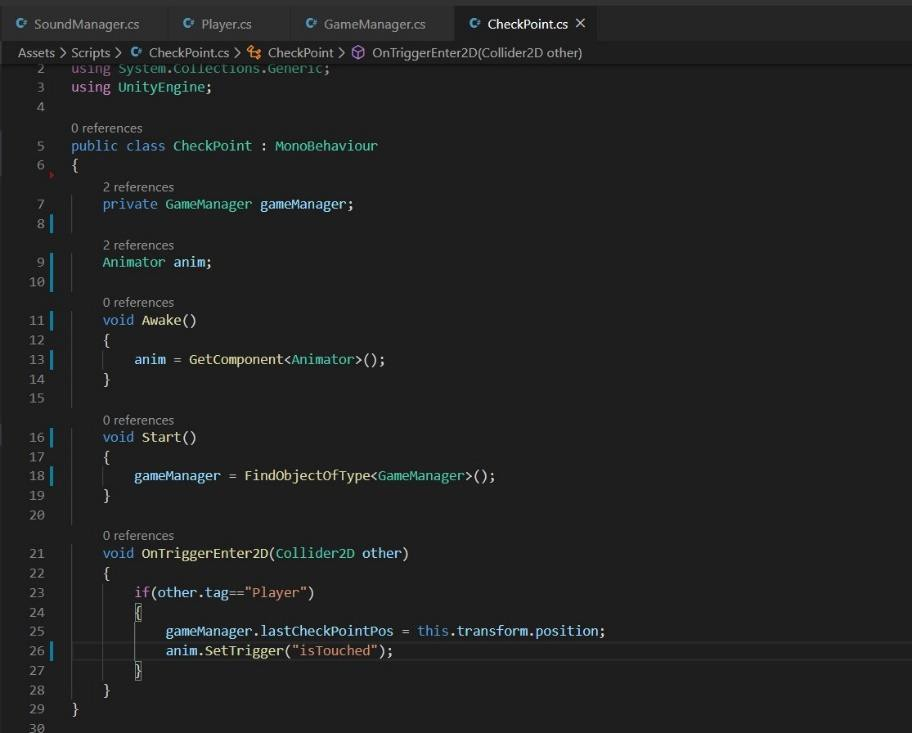 SoundManager.cs Player.cs GameManager.cs CheckPoint.cs ×
Assets > Scripts > CheckPoint.cs > CheckPoint > OnTriggerEnter2D(Collider2D other)
2 using System.Collections.Generic;
3 using UnityEngine;
4
0 references
5 public class CheckPoint : MonoBehaviour
6 {
2 references
7 private GameManager gameManager;
8
2 references
9 Animator anim;
10
0 references
11 void Awake()
12 {
13 anim = GetComponent<Animator>();
14 }
15
0 references
16 void Start()
17 {
18 gameManager = FindObjectOfType<GameManager>();
19 }
20
0 references
21 void OnTriggerEnter2D(Collider2D other)
22 {
23 if(other.tag=="Player")
24 {
25 gameManager.lastCheckPointPos = this.transform.position;
26 anim.SetTrigger("isTouched");
27 }
28 }
29 }
30